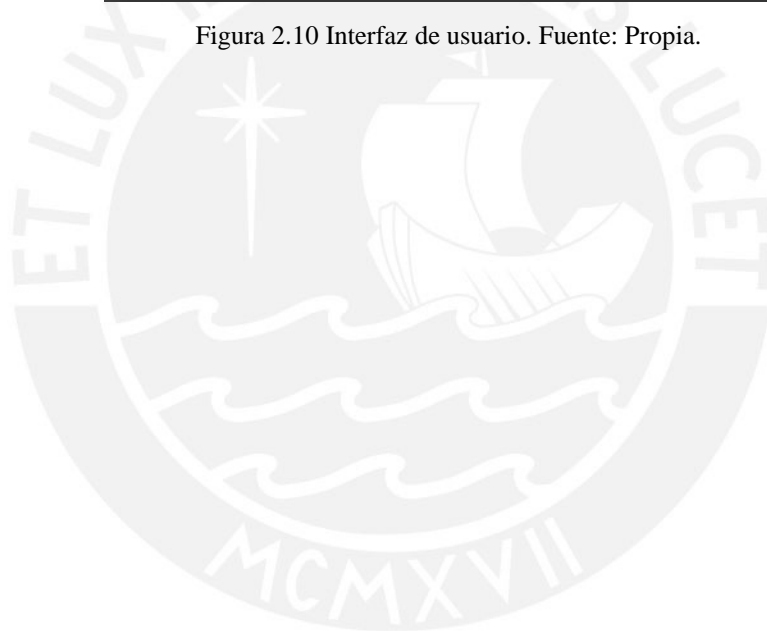 Figura 2.10 Interfaz de usuario. Fuente: Propia.
ET LUX
LUCET
MCMXVII